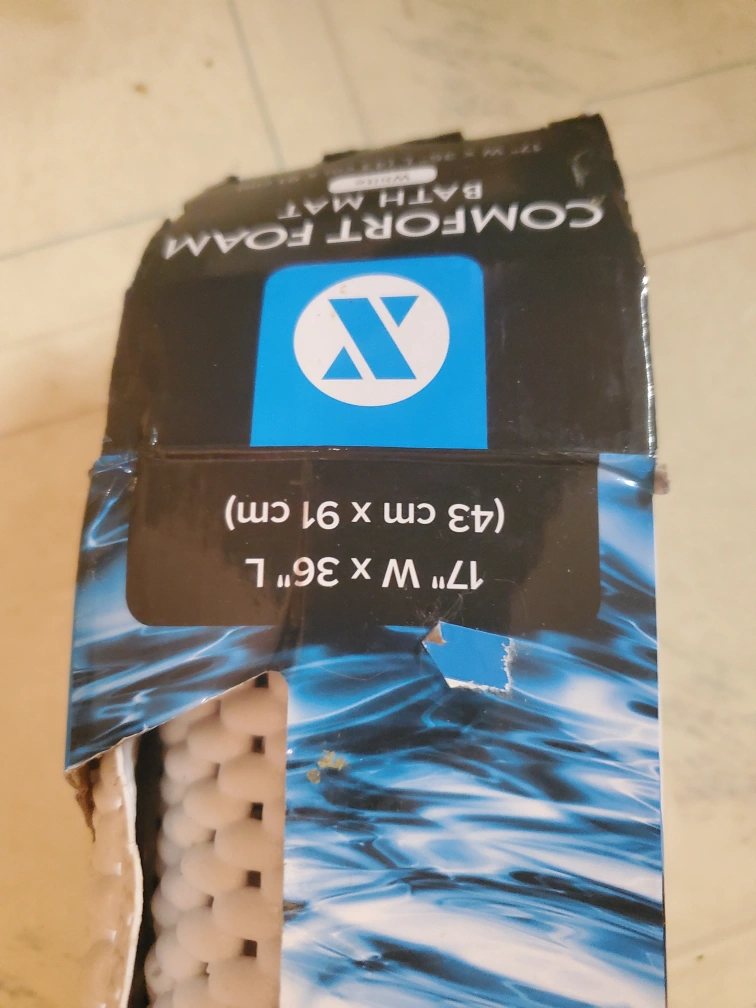 17" W x 36" L
(43 cm x 91 cm)
X
COMFORT FOAM
BATH MAT
White